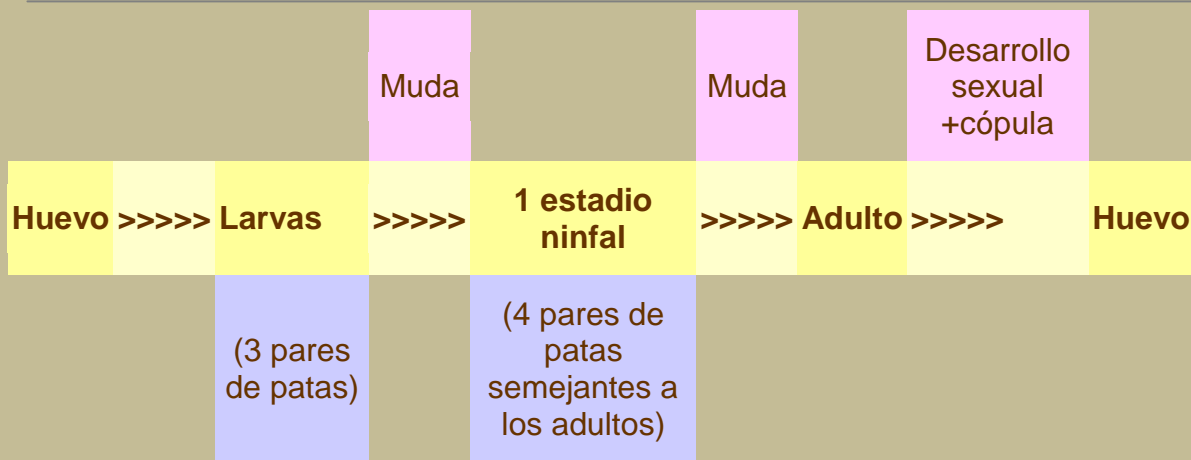 Muda
Muda
Desarrollo
sexual
+cópula
Huevo >>>>> Larvas >>>>> 1 estadio
ninfal >>>>> Adulto >>>>> Huevo
(3 pares
de patas)
(4 pares de
patas
semejantes a
los adultos)